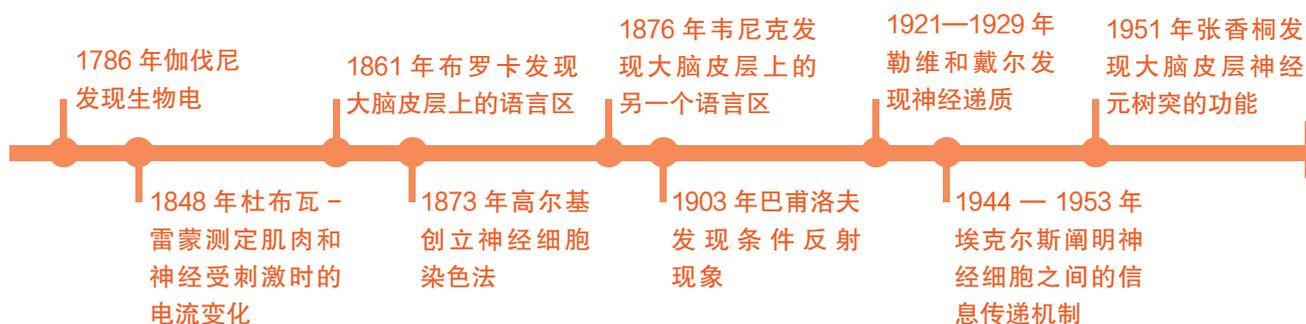 1786 年伽伐尼
发现生物电
1848 年杜布瓦 –
雷蒙测定肌肉和
神经受刺激时的
电流变化
1861 年布罗卡发现
大脑皮层上的语言区
1873 年高尔基
创立神经细胞
染色法
1876 年韦尼克发
现大脑皮层上的
另一个语言区
1903 年巴甫洛夫
发现条件反射
现象
1921—1929 年
勒维和戴尔发
现神经递质
1944 — 1953 年
埃克尔斯阐明神
经细胞之间的信
息传递机制
1951 年张香桐发
现大脑皮层神经
元树突的功能